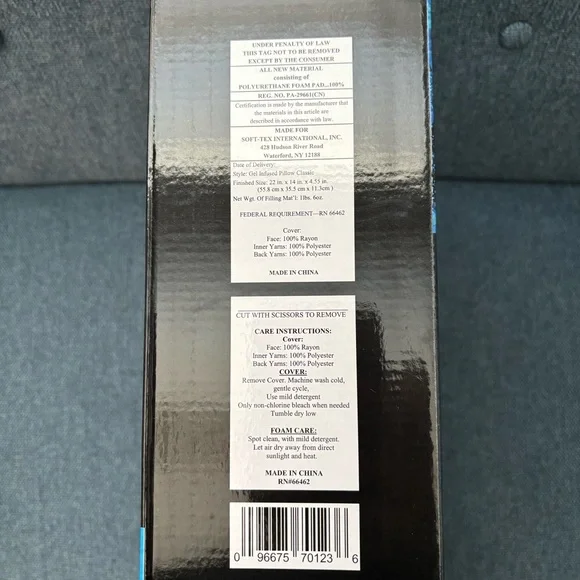 UNDER PENALTY OF LAW
THIS TAG NOT TO BE REMOVED
EXCEPT BY THE CONSUMER
ALL NEW MATERIAL
consisting of
POLYURETHANE FOAM PAD...100%
REG. NO. PA-29661(CN)
Certification is made by the manufacturer that
the materials in this article are
described in accordance with law.
MADE FOR
SOFT-TEX INTERNATIONAL, INC.
428 Hudson River Road
Waterford, NY 12188
Date of Delivery:
Style: Gel Infused Pillow Classic
Finished Size: 22 in. x 14 in. x 4.55 in.
(55.8 cm x 35.5 cm x 11.3cm )
Net Wgt. Of Filling Mat'l: 1lbs. 6oz.
FEDERAL REQUIREMENT—RN 66462
Cover:
Face: 100% Rayon
Inner Yarns: 100% Polyester
Back Yarns: 100% Polyester
MADE IN CHINA
CUT WITH SCISSORS TO REMOVE
CARE INSTRUCTIONS:
Cover:
Face: 100% Rayon
Inner Yarns: 100% Polyester
Back Yarns: 100% Polyester
COVER:
Remove Cover. Machine wash cold,
gentle cycle,
Use mild detergent
Only non-chlorine bleach when needed
Tumble dry low
FOAM CARE:
Spot clean, with mild detergent.
Let air dry away from direct
sunlight and heat.
MADE IN CHINA
RN#66462
0 96675 70123 6